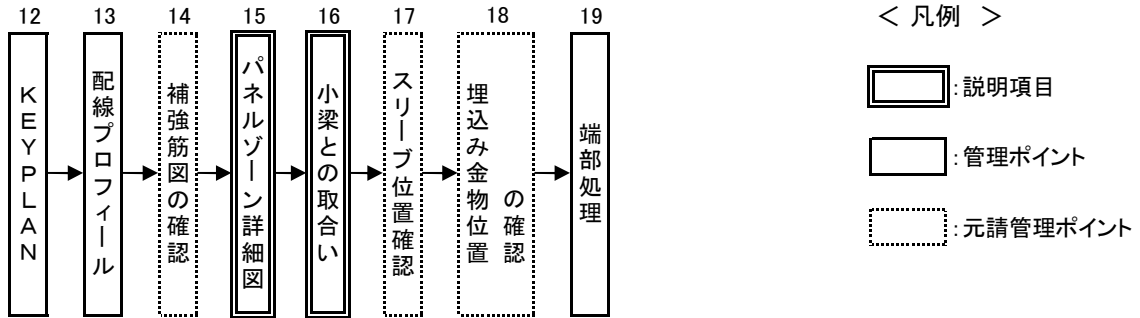 12
KEYPLAN
13
配線プロフィール
14
補強筋図の確認
15
パネルゾーン詳細図
16
小梁との取合い
17
スリーブ位置確認
18
埋込み金物位置
の確認
19
端部処理
＜ 凡例 ＞
：説明項目
：管理ポイント
：元請管理ポイント